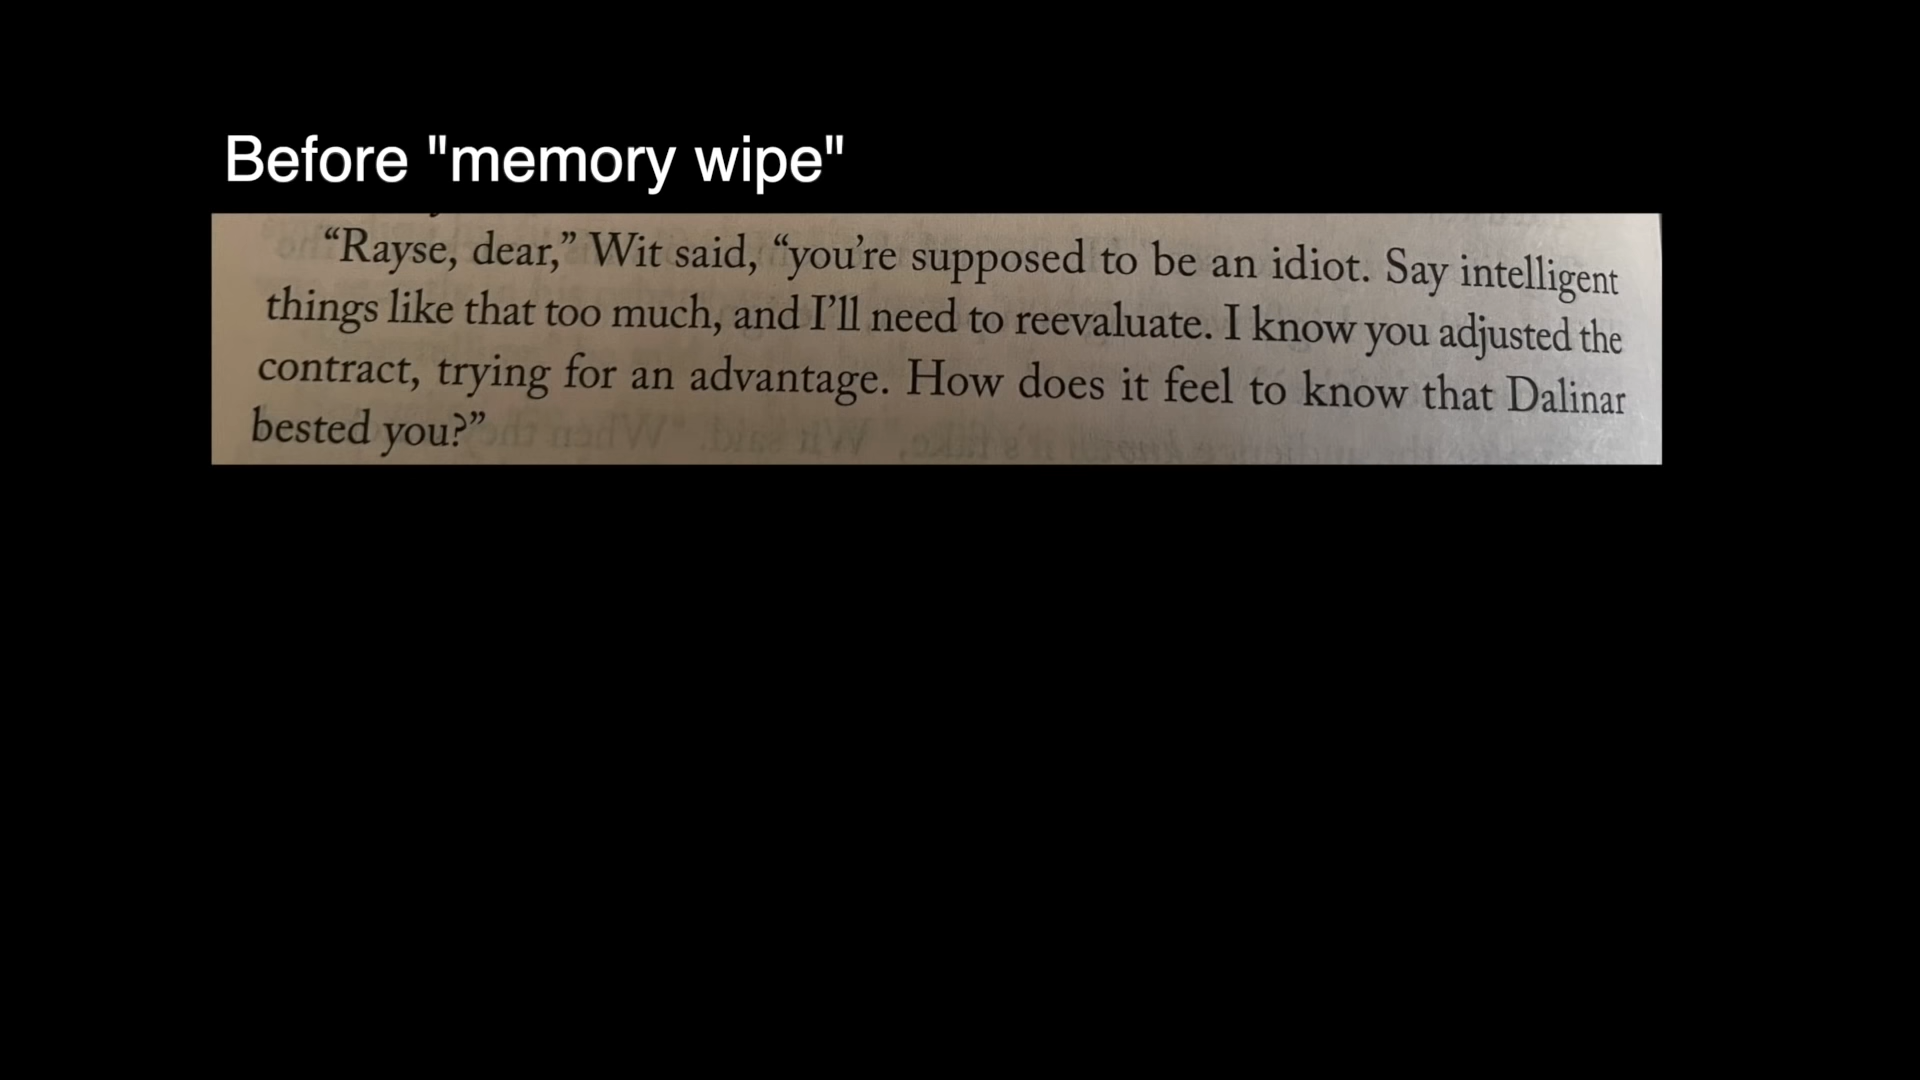 Before "memory wipe"
“Rayse, dear,” Wit said, “you’re supposed to be an idiot. Say intelligent
things like that too much, and I’ll need to reevaluate. I know you adjusted the
contract, trying for an advantage. How does it feel to know that Dalinar
bested you?”